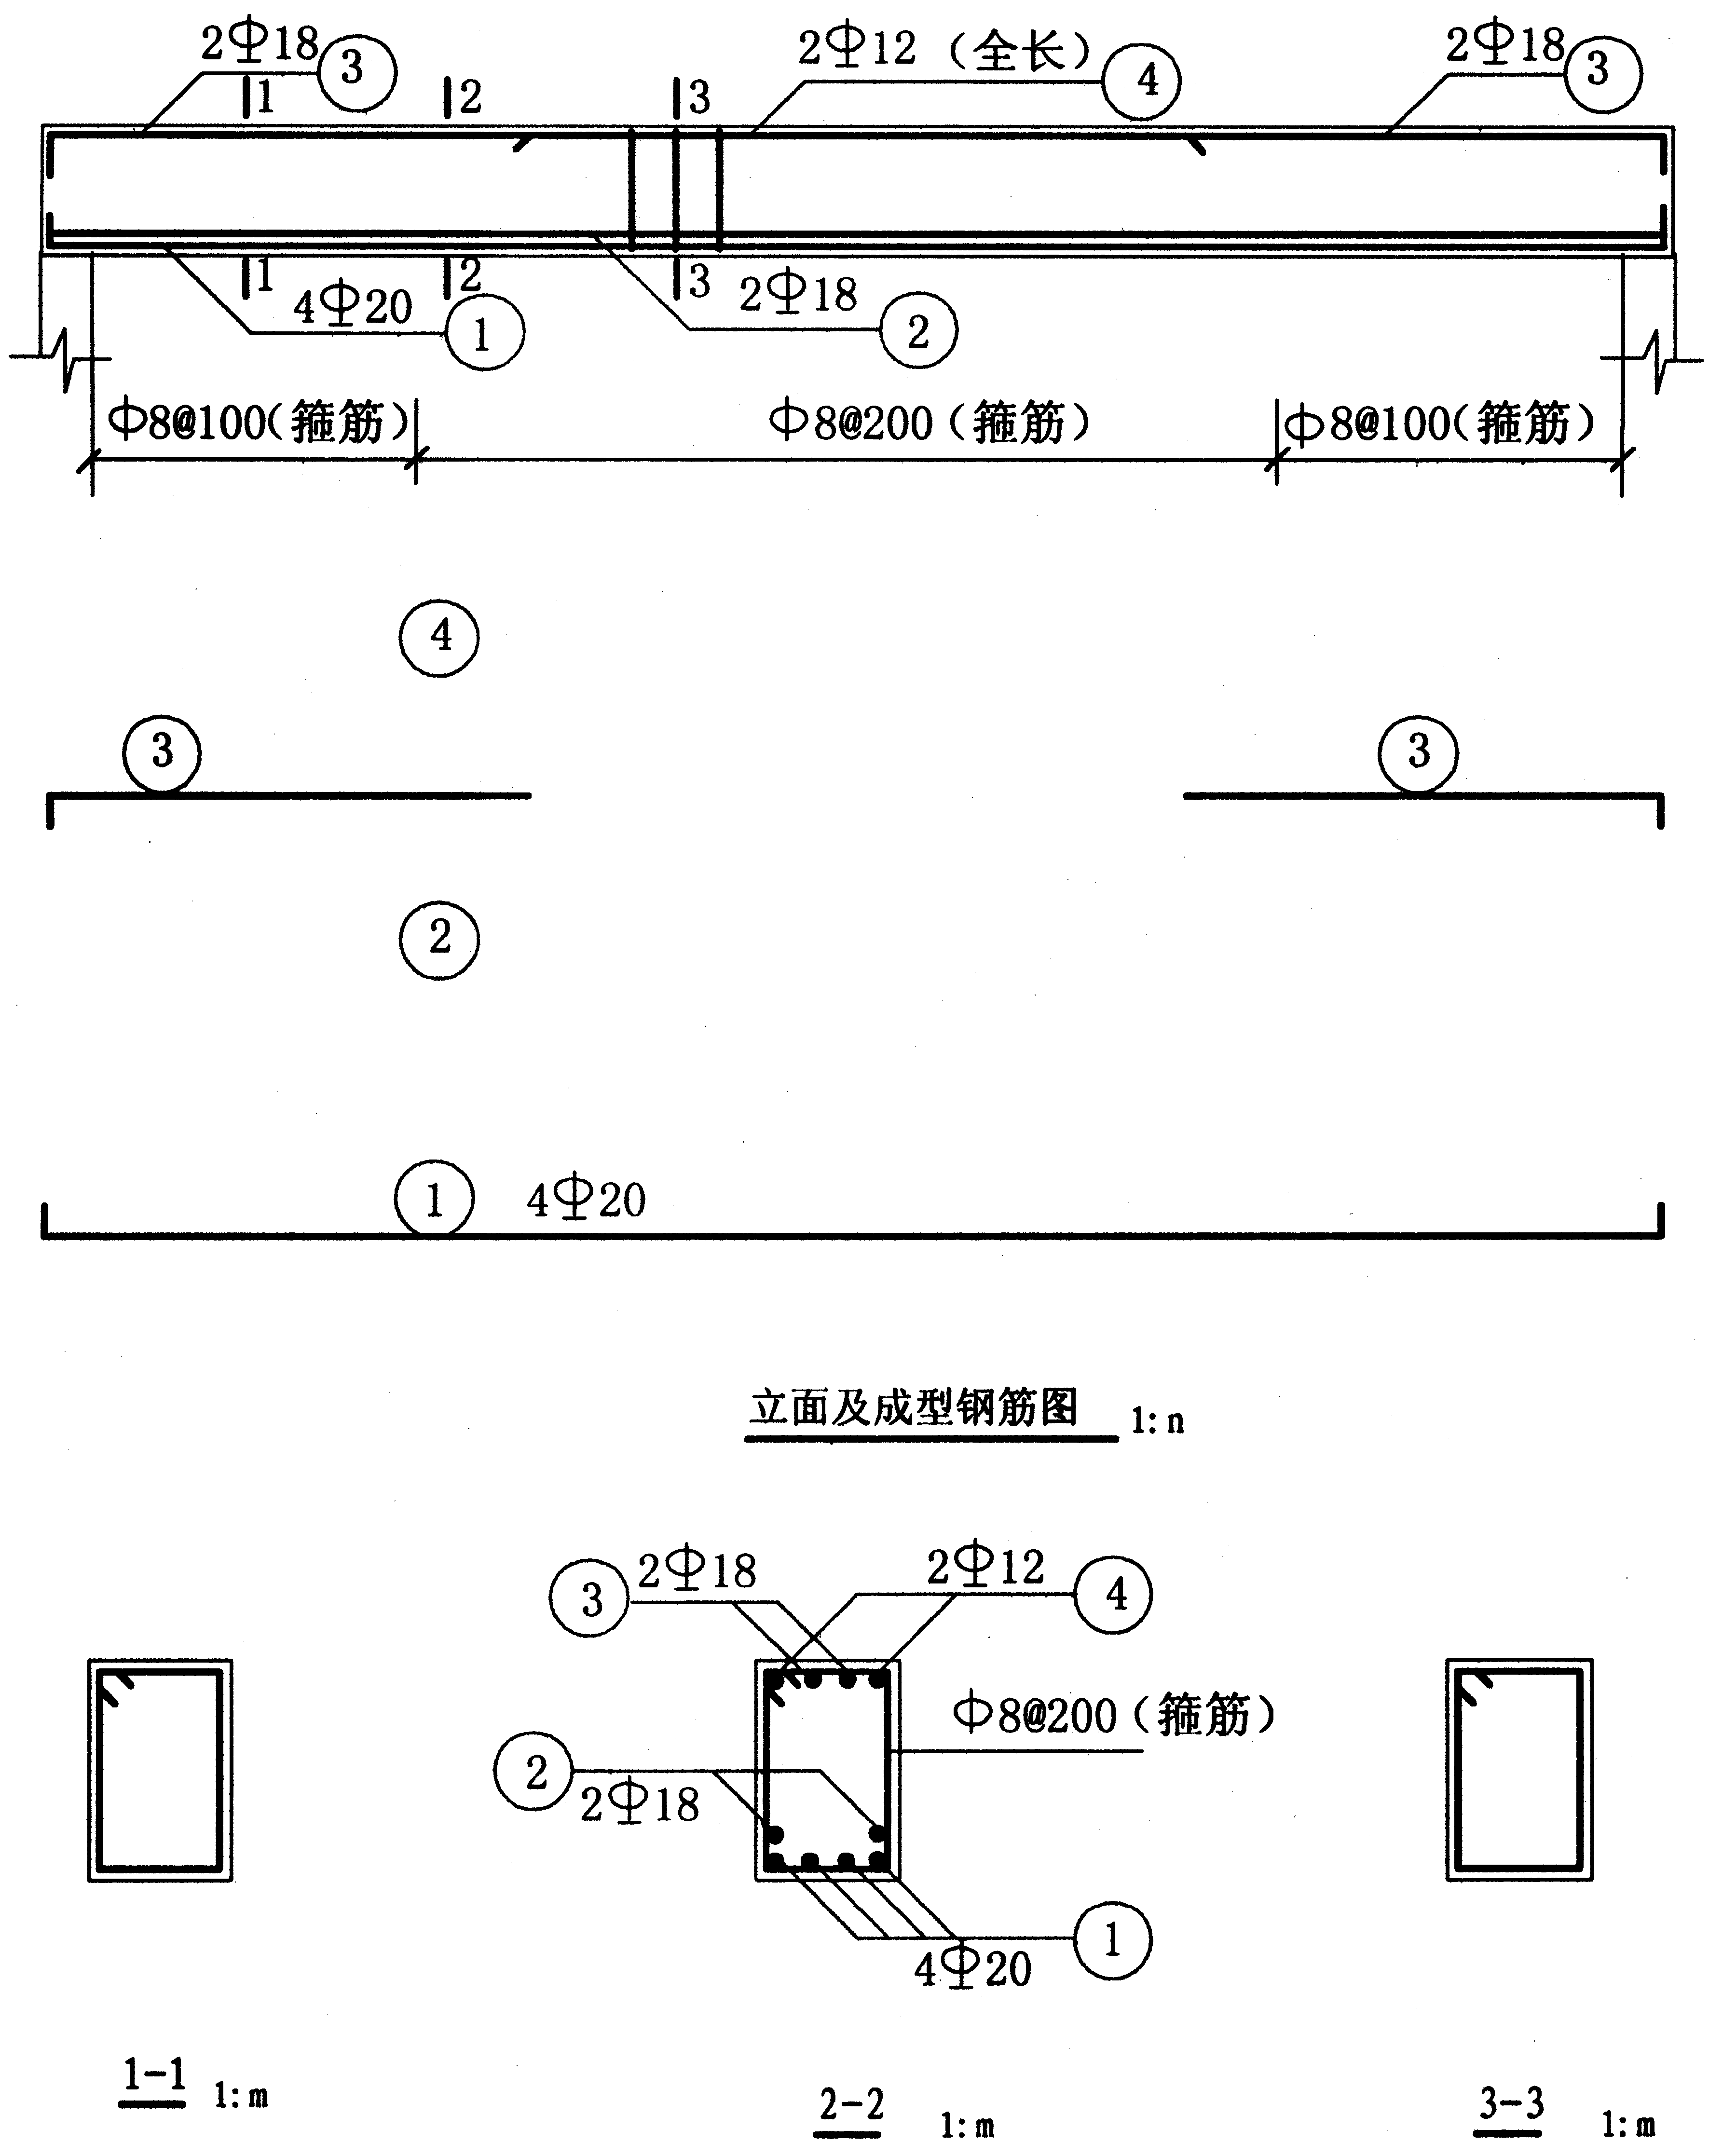 2Φ18 3
2Φ12 (全长) 4
2Φ18 3
1 2 3
1 2 3
4Φ20 1
2Φ18 2
Φ8@100(箍筋)
Φ8@200(箍筋)
Φ8@100(箍筋)
4
3 3
2
1 4Φ20
立面及成型钢筋图 1:n
3 2Φ18
2Φ12 4
Φ8@200(箍筋)
2 2Φ18
1
4Φ20
1-1 1:m
2-2 1:m
3-3 1:m